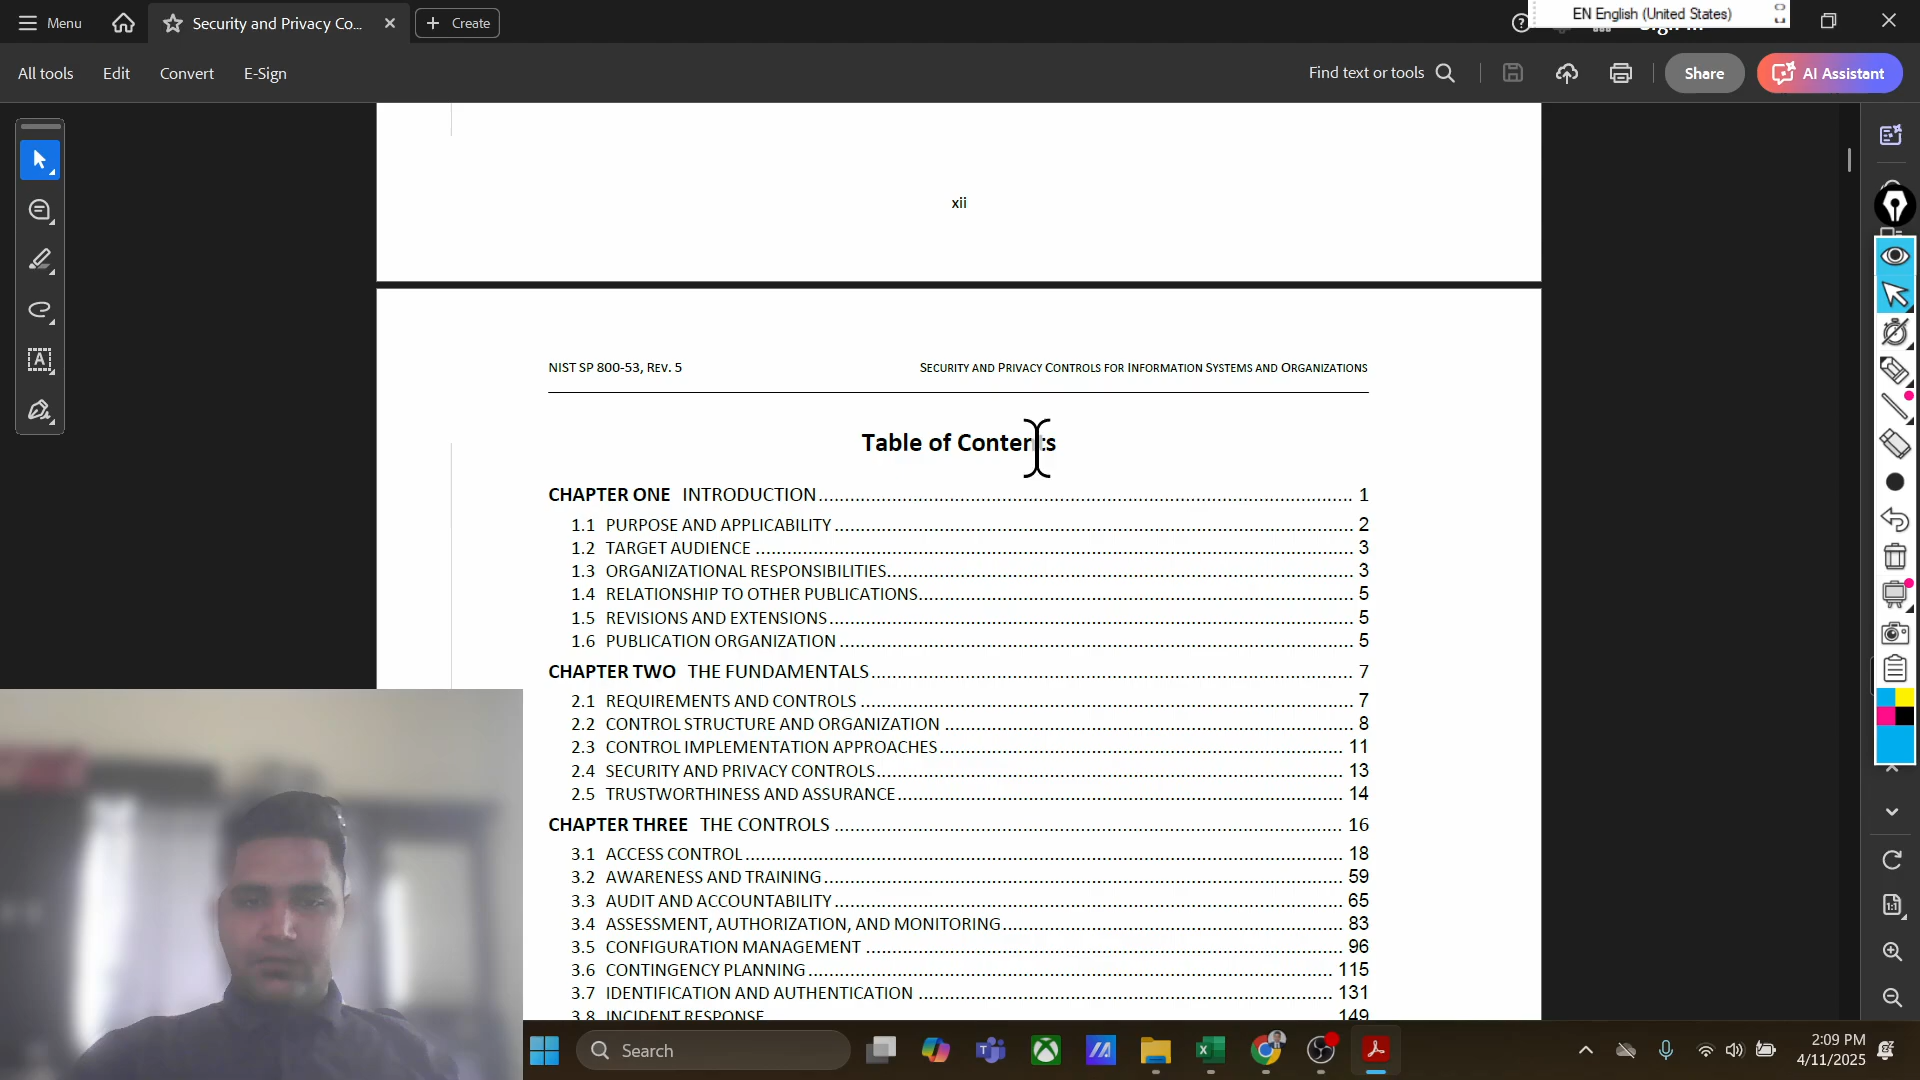 Menu
Security and Privacy Co...
Create
EN English (United States)
All tools
Edit
Convert
E-Sign
Find text or tools
Share
AI Assistant
xii
NIST SP 800-53, REV. 5
SECURITY AND PRIVACY CONTROLS FOR INFORMATION SYSTEMS AND ORGANIZATIONS
Table of Contents
CHAPTER ONE INTRODUCTION 1
1.1 PURPOSE AND APPLICABILITY 2
1.2 TARGET AUDIENCE 3
1.3 ORGANIZATIONAL RESPONSIBILITIES 3
1.4 RELATIONSHIP TO OTHER PUBLICATIONS 5
1.5 REVISIONS AND EXTENSIONS 5
1.6 PUBLICATION ORGANIZATION 5
CHAPTER TWO THE FUNDAMENTALS 7
2.1 REQUIREMENTS AND CONTROLS 7
2.2 CONTROL STRUCTURE AND ORGANIZATION 8
2.3 CONTROL IMPLEMENTATION APPROACHES 11
2.4 SECURITY AND PRIVACY CONTROLS 13
2.5 TRUSTWORTHINESS AND ASSURANCE 14
CHAPTER THREE THE CONTROLS 16
3.1 ACCESS CONTROL 18
3.2 AWARENESS AND TRAINING 59
3.3 AUDIT AND ACCOUNTABILITY 65
3.4 ASSESSMENT, AUTHORIZATION, AND MONITORING 83
3.5 CONFIGURATION MANAGEMENT 96
3.6 CONTINGENCY PLANNING 115
3.7 IDENTIFICATION AND AUTHENTICATION 131
3.8 INCIDENT RESPONSE 149
Search
2:09 PM
4/11/2025